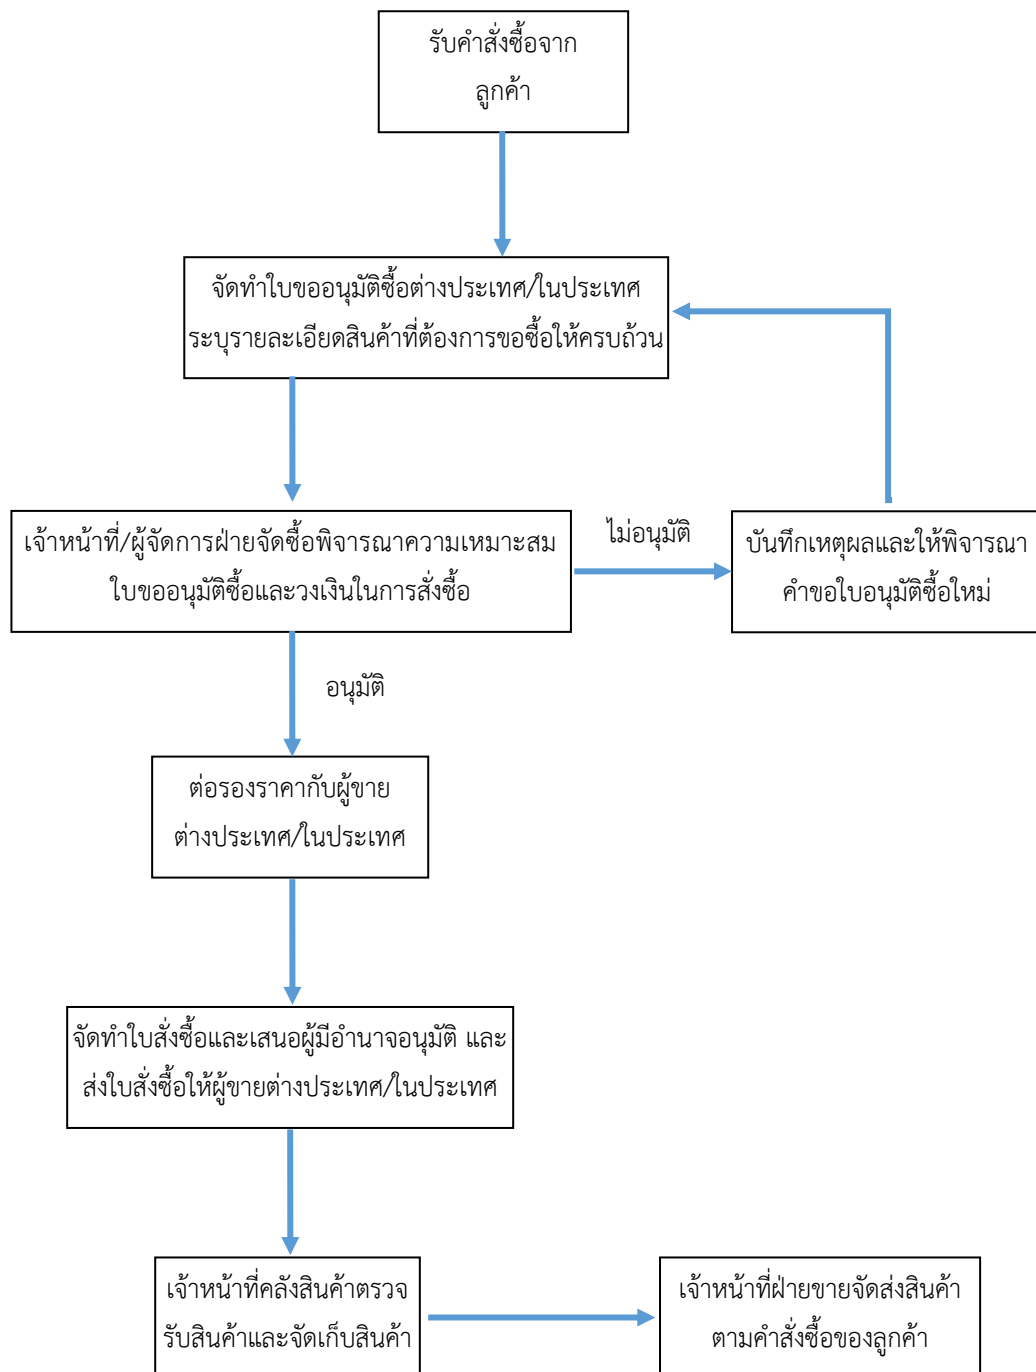 รับคำสั่งซื้อจาก
ลูกค้า
จัดทำใบขออนุมัติซื้อต่างประเทศ/ในประเทศ
ระบุรายละเอียดสินค้าที่ต้องการขอซื้อให้ครบถ้วน
เจ้าหน้าที่/ผู้จัดการฝ่ายจัดซื้อพิจารณาความเหมาะสม
ใบขออนุมัติซื้อและวงเงินในการสั่งซื้อ
ไม่อนุมัติ
บันทึกเหตุผลและให้พิจารณา
คำขอใบอนุมัติซื้อใหม่
อนุมัติ
ต่อรองราคากับผู้ขาย
ต่างประเทศ/ในประเทศ
จัดทำใบสั่งซื้อและเสนอผู้มีอำนาจอนุมัติ และ
ส่งใบสั่งซื้อให้ผู้ขายต่างประเทศ/ในประเทศ
เจ้าหน้าที่คลังสินค้าตรวจ
รับสินค้าและจัดเก็บสินค้า
เจ้าหน้าที่ฝ่ายขายจัดส่งสินค้า
ตามคำสั่งซื้อของลูกค้า